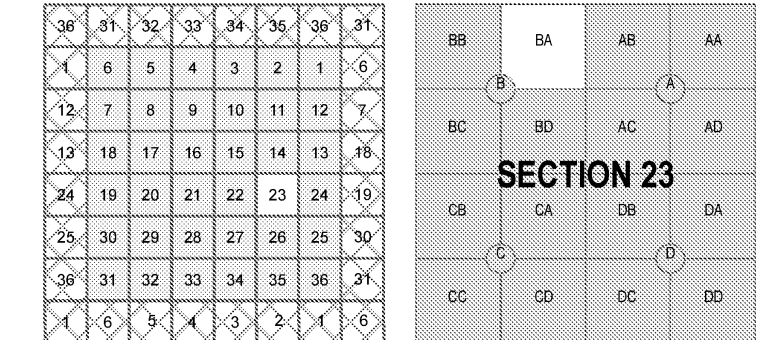 36 31 32 33 34 35 36 31
1 6 5 4 3 2 1 6
12 7 8 9 10 11 12 7
13 18 17 16 15 14 13 18
24 19 20 21 22 23 24 19
25 30 29 28 27 26 25 30
36 31 32 33 34 35 36 31
1 6 5 4 3 2 1 6
BB BA AB AA
B A
BC BD AC AD
SECTION 23
CB CA DB DA
C D
CC CD DC DD